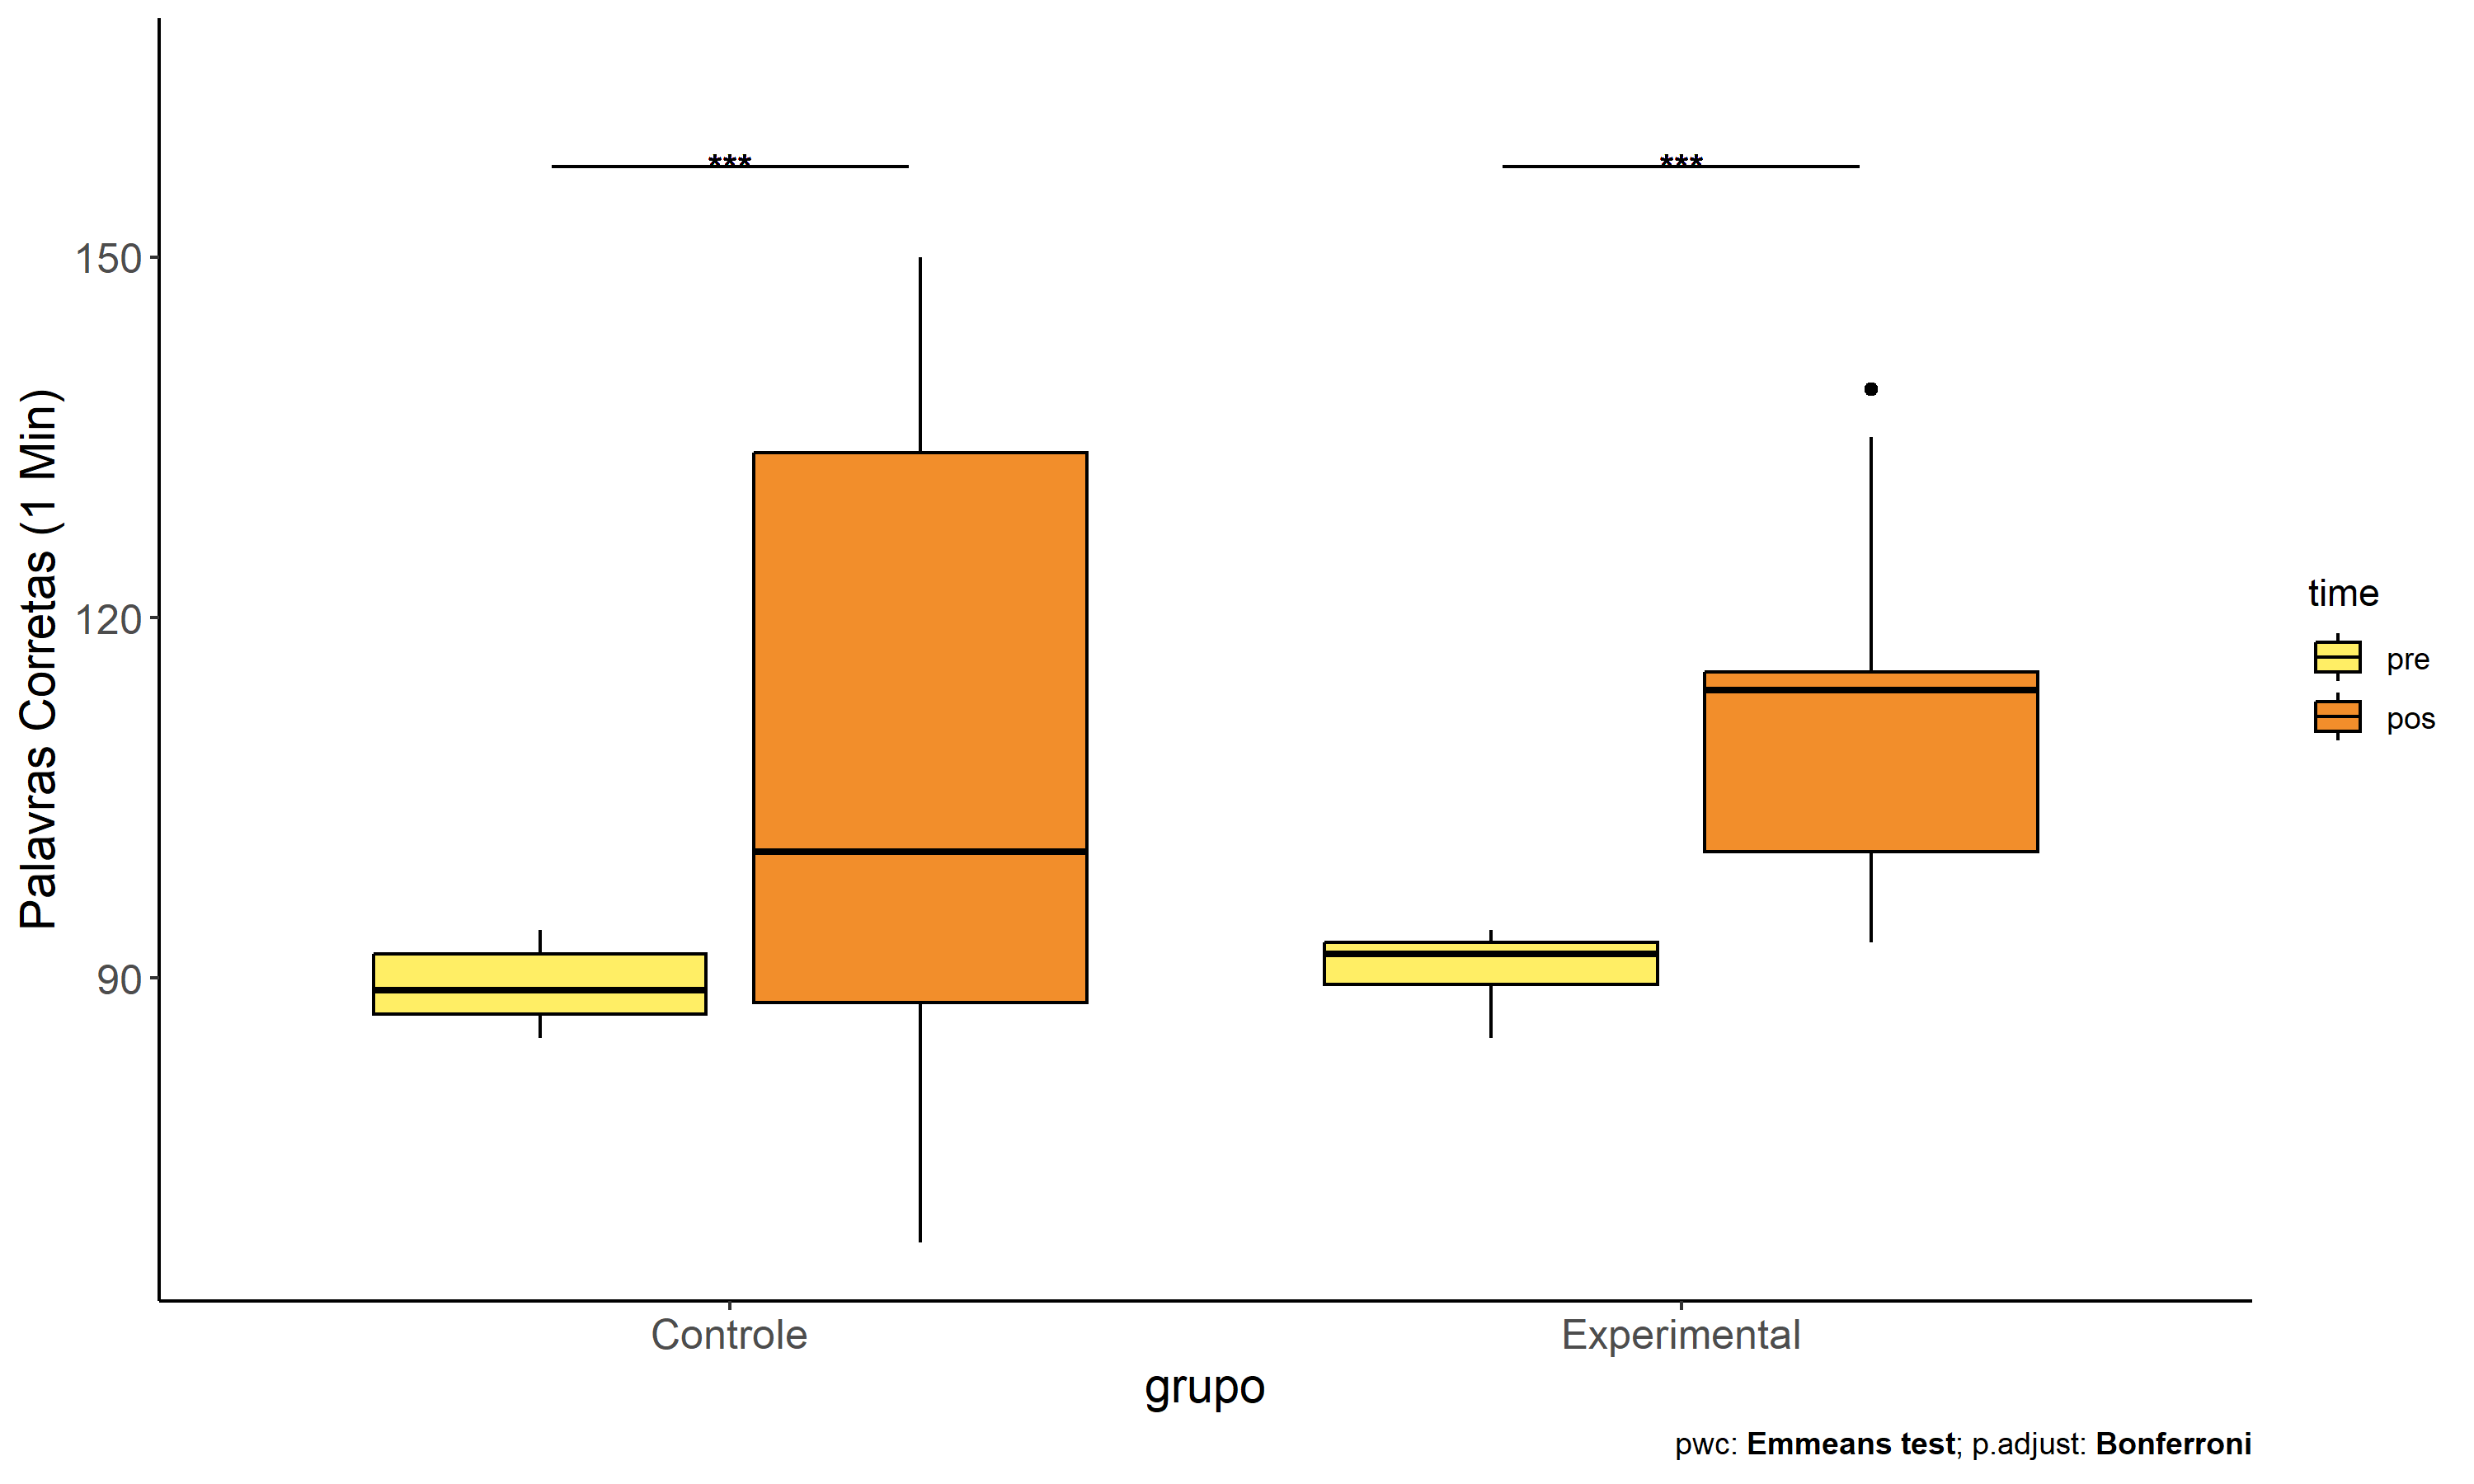 ***
***
150
120
90
Palavras Corretas (1 Min)
time
pre
pos
Controle
Experimental
grupo
pwc: Emmeans test; p.adjust: Bonferroni